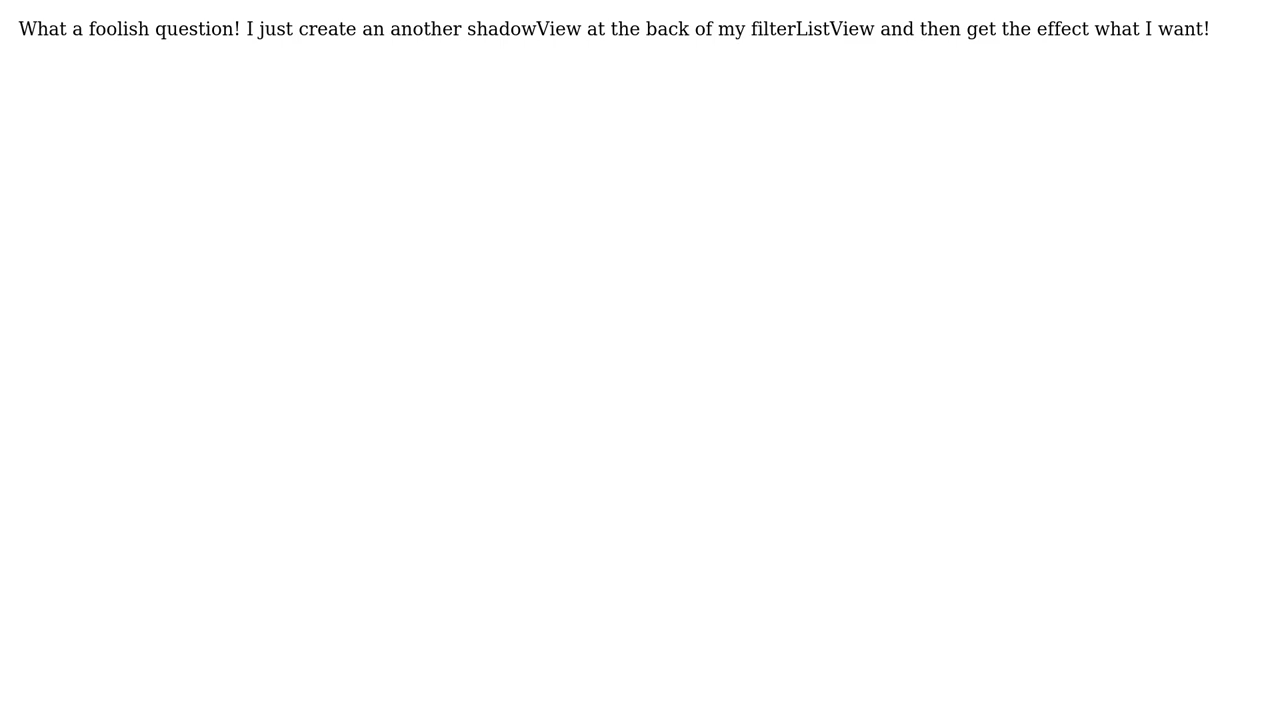 What a foolish question! I just create an another shadowView at the back of my filterListView and then get the effect what I want!